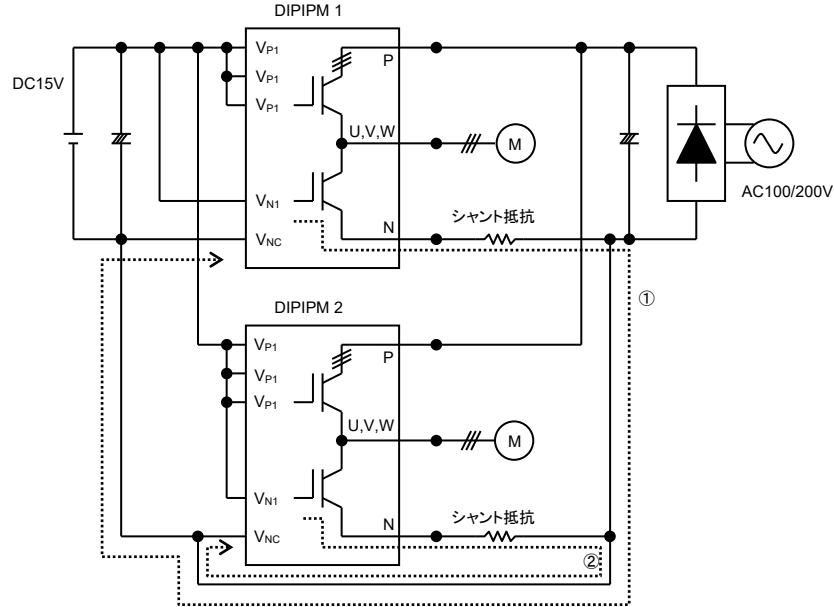 DIPIPM 1
VP1
VP1
VP1
P
DC15V
U,V,W
M
AC100/200V
VN1
N
シャント抵抗
VNC
①
DIPIPM 2
VP1
P
VP1
VP1
U,V,W
M
VN1
N
シャント抵抗
VNC
②